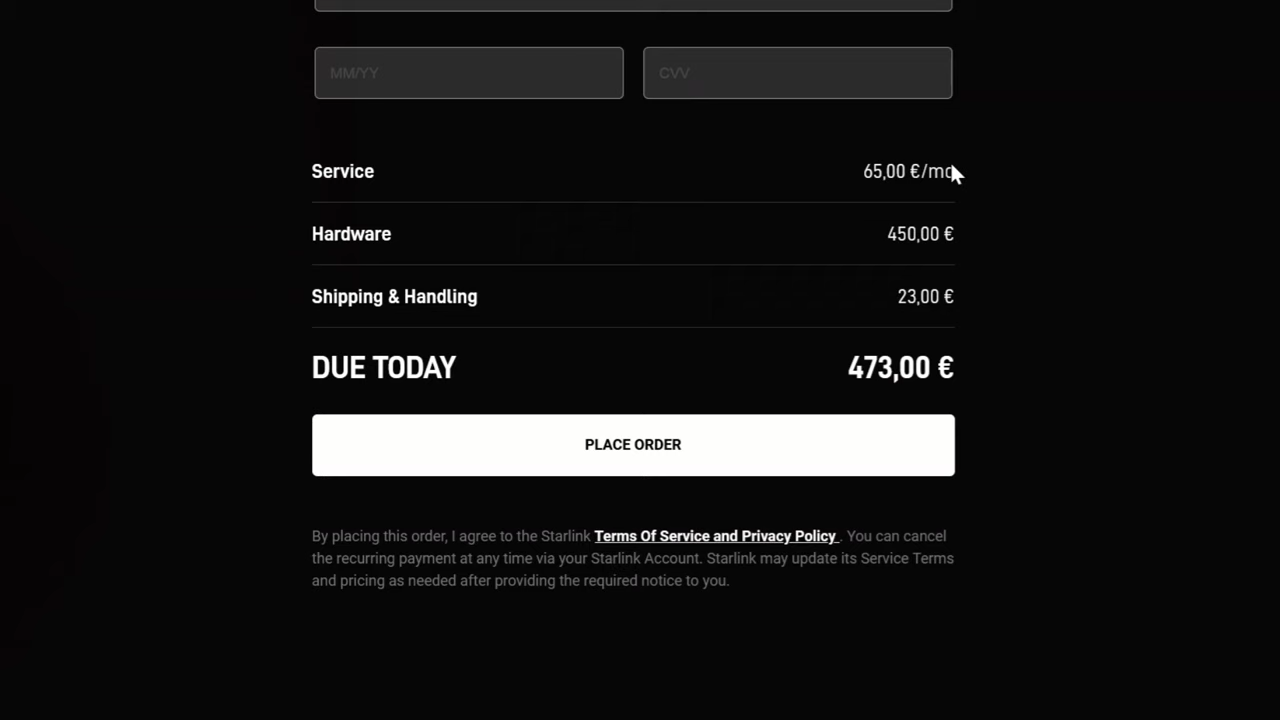 MM/YY CVV
Service 65,00 €/mo
Hardware 450,00 €
Shipping & Handling 23,00 €
DUE TODAY 473,00 €
PLACE ORDER
By placing this order, I agree to the Starlink Terms Of Service and Privacy Policy . You can cancel
the recurring payment at any time via your Starlink Account. Starlink may update its Service Terms
and pricing as needed after providing the required notice to you.